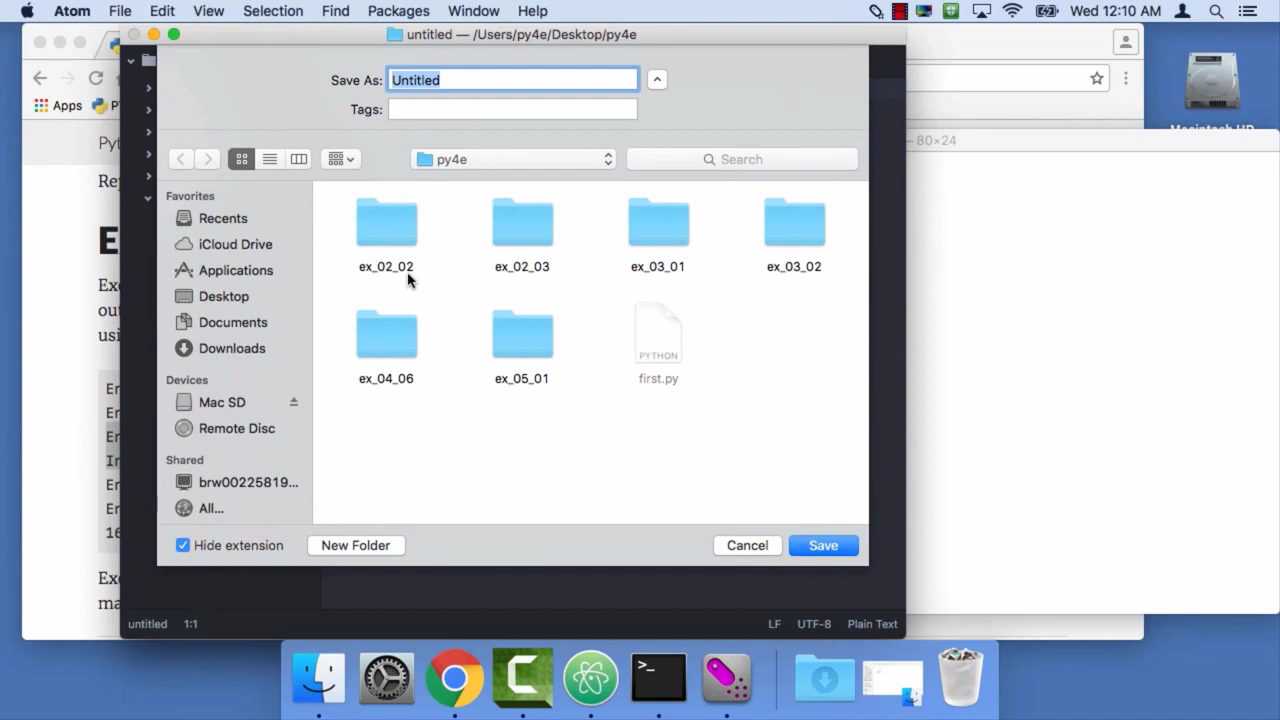 Atom File Edit View Selection Find Packages Window Help Wed 12:10 AM
untitled — /Users/py4e/Desktop/py4e
Apps
Save As: Untitled
Tags:
py4e
Search
– 80×24
Macintosh HD
Favorites
Recents
iCloud Drive
Applications
Desktop
Documents
Downloads
Devices
Mac SD
Remote Disc
Shared
brw00225819...
All...
ex_02_02 ex_02_03 ex_03_01 ex_03_02
PYTHON
ex_04_06 ex_05_01 first.py
Hide extension New Folder Cancel Save
untitled 1:1 LF UTF-8 Plain Text